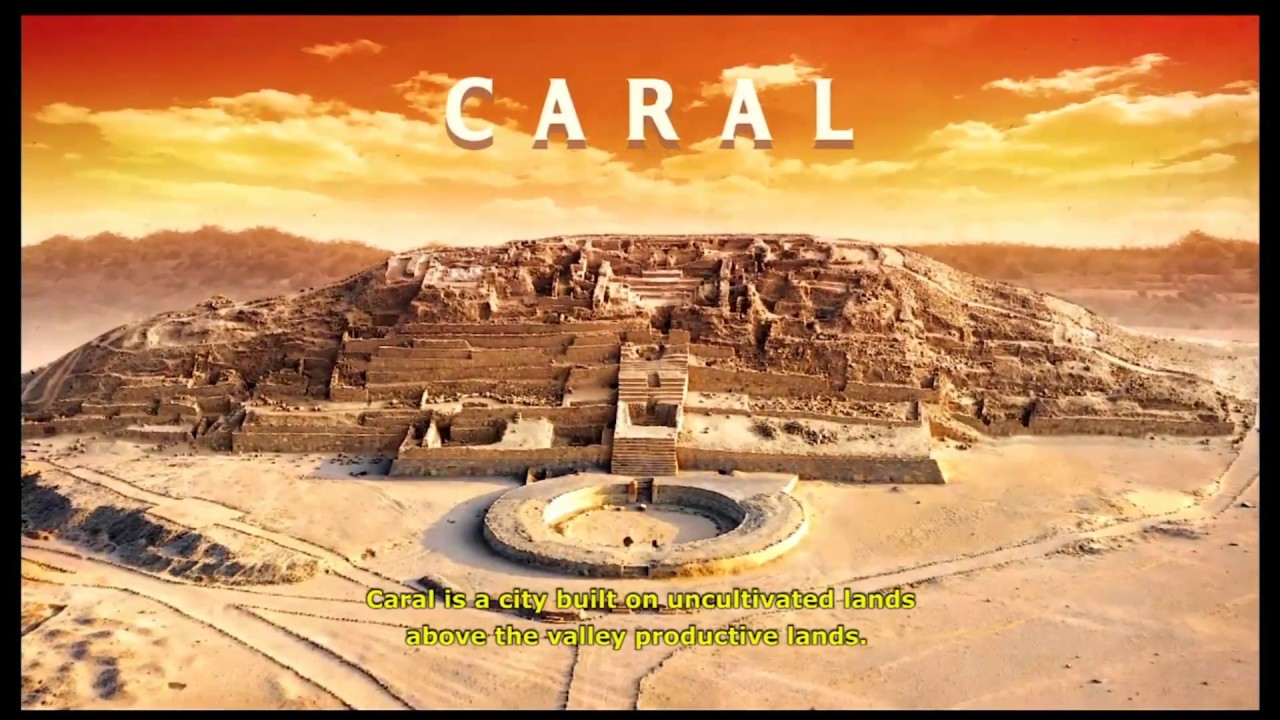 CARAL
Caral is a city built on uncultivated lands
above the valley productive lands.